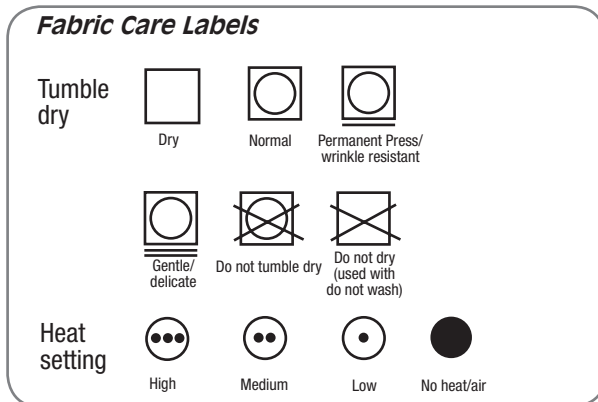 Fabric Care Labels
Tumble
dry
Dry
Normal
Permanent Press/
wrinkle resistant
Gentle/
delicate
Do not tumble dry
Do not dry
(used with
do not wash)
Heat
setting
High
Medium
Low
No heat/air